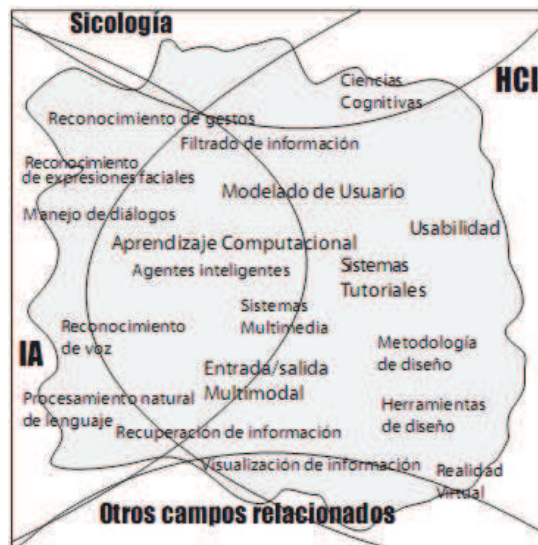 Sicología
HCI
Ciencias
Cognitivas
Reconocimiento de gestos
Filtrado de información
Reconocimiento
de expresiones faciales
Modelado de Usuario
Manejo de diálogos
Usabilidad
Aprendizaje Computacional
Agentes inteligentes
Sistemas
Tutoriales
Sistemas
Multimedia
Reconocimiento
de voz
IA
Metodología
de diseño
Entrada/salida
Multimodal
Procesamiento natural
de lenguaje
Herramientas
de diseño
Recuperación de información
Visualización de información
Realidad
Virtual
Otros campos relacionados